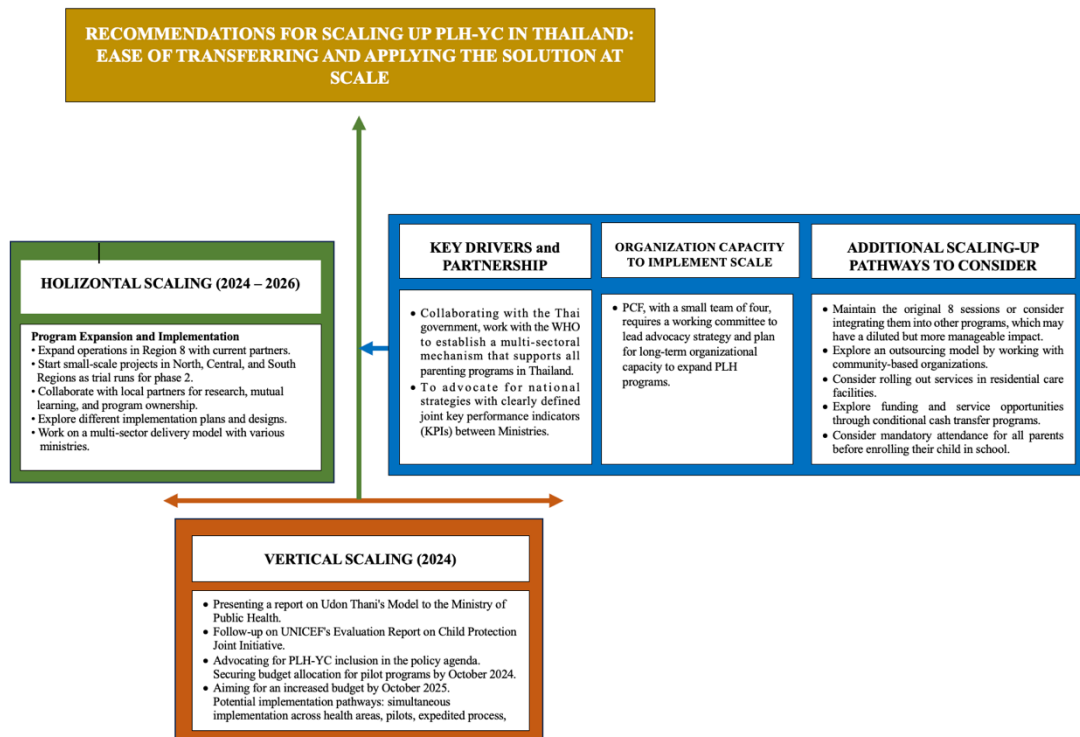 RECOMMENDATIONS FOR SCALING UP PLH-YC IN THAILAND:
EASE OF TRANSFERRING AND APPLYING THE SOLUTION AT
SCALE
HOLIZONTAL SCALING (2024 – 2026)
Program Expansion and Implementation
• Expand operations in Region 8 with current partners.
• Start small-scale projects in North, Central, and South
Regions as trial runs for phase 2.
• Collaborate with local partners for research, mutual
learning, and program ownership.
• Explore different implementation plans and designs.
• Work on a multi-sector delivery model with various
ministries.
KEY DRIVERS and
PARTNERSHIP
• Collaborating with the Thai
government, work with the WHO
to establish a multi-sectoral
mechanism that supports all
parenting programs in Thailand.
• To advocate for national
strategies with clearly defined
joint key performance indicators
(KPIs) between Ministries.
ORGANIZATION CAPACITY
TO IMPLEMENT SCALE
• PCF, with a small team of four,
requires a working committee to
lead advocacy strategy and plan
for long-term organizational
capacity to expand PLH
programs.
ADDITIONAL SCALING-UP
PATHWAYS TO CONSIDER
• Maintain the original 8 sessions or consider
integrating them into other programs, which may
have a diluted but more manageable impact.
• Explore an outsourcing model by working with
community-based organizations.
• Consider rolling out services in residential care
facilities.
• Explore funding and service opportunities
through conditional cash transfer programs.
• Consider mandatory attendance for all parents
before enrolling their child in school.
VERTICAL SCALING (2024)
• Presenting a report on Udon Thani's Model to the Ministry of
Public Health.
• Follow-up on UNICEF's Evaluation Report on Child Protection
Joint Initiative.
• Advocating for PLH-YC inclusion in the policy agenda.
Securing budget allocation for pilot programs by October 2024.
• Aiming for an increased budget by October 2025.
Potential implementation pathways: simultaneous
implementation across health areas, pilots, expedited process,